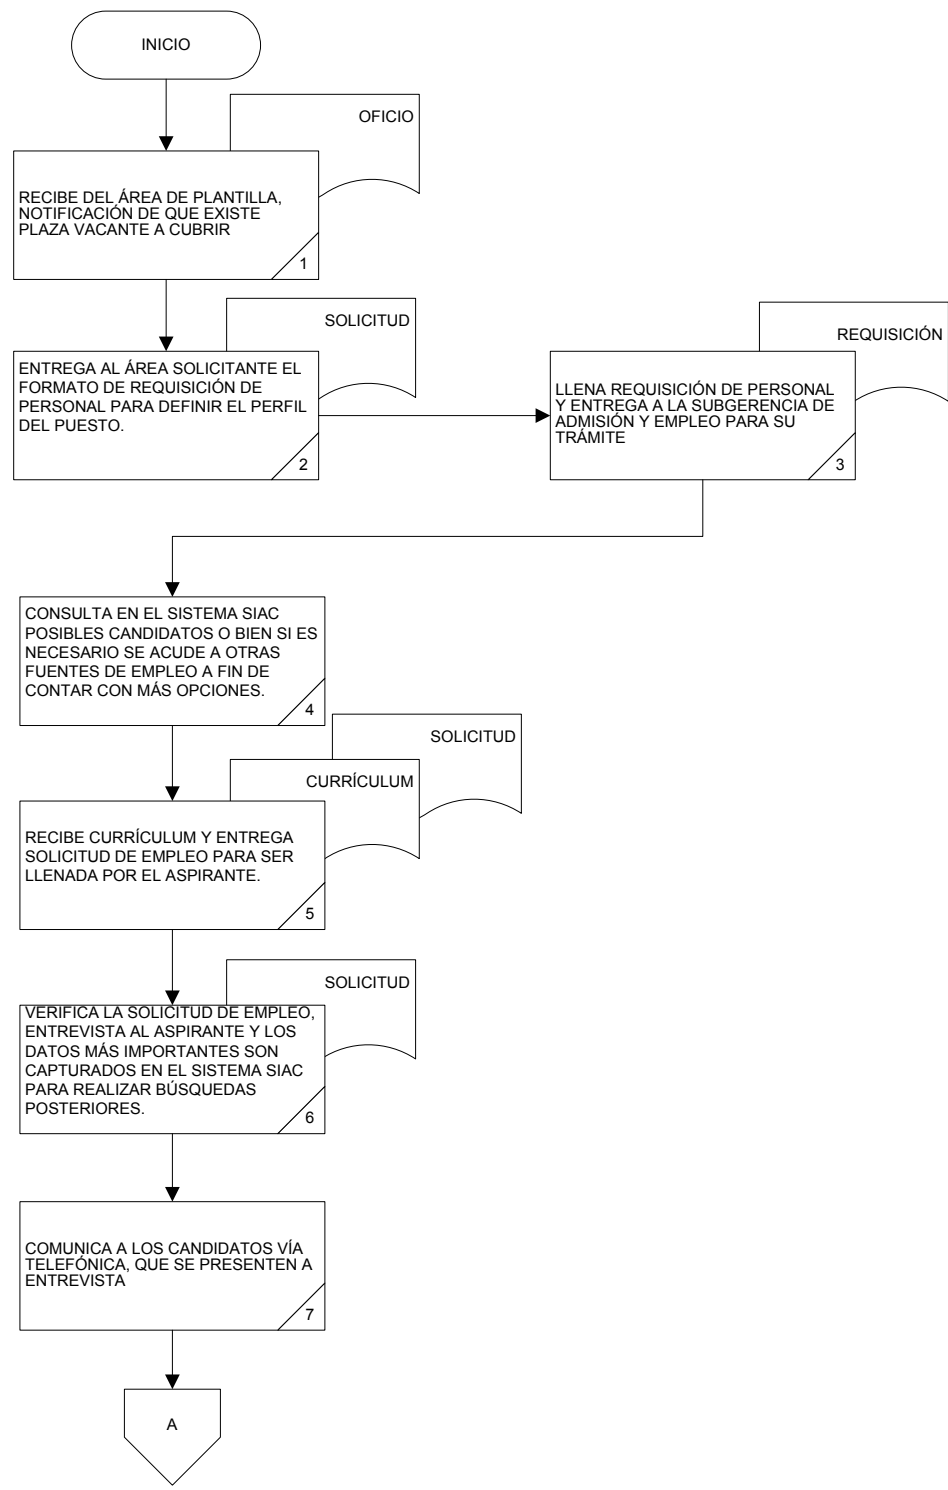 INICIO
OFICIO
RECIBE DEL ÁREA DE PLANTILLA,
NOTIFICACIÓN DE QUE EXISTE
PLAZA VACANTE A CUBRIR
1
SOLICITUD
ENTREGA AL ÁREA SOLICITANTE EL
FORMATO DE REQUISICIÓN DE
PERSONAL PARA DEFINIR EL PERFIL
DEL PUESTO.
2
REQUISICIÓN
LLENA REQUISICIÓN DE PERSONAL
Y ENTREGA A LA SUBGERENCIA DE
ADMISIÓN Y EMPLEO PARA SU
TRÁMITE
3
CONSULTA EN EL SISTEMA SIAC
POSIBLES CANDIDATOS O BIEN SI ES
NECESARIO SE ACUDE A OTRAS
FUENTES DE EMPLEO A FIN DE
CONTAR CON MÁS OPCIONES.
4
SOLICITUD
CURRÍCULUM
RECIBE CURRÍCULUM Y ENTREGA
SOLICITUD DE EMPLEO PARA SER
LLENADA POR EL ASPIRANTE.
5
SOLICITUD
VERIFICA LA SOLICITUD DE EMPLEO,
ENTREVISTA AL ASPIRANTE Y LOS
DATOS MÁS IMPORTANTES SON
CAPTURADOS EN EL SISTEMA SIAC
PARA REALIZAR BÚSQUEDAS
POSTERIORES.
6
COMUNICA A LOS CANDIDATOS VÍA
TELEFÓNICA, QUE SE PRESENTEN A
ENTREVISTA
7
A